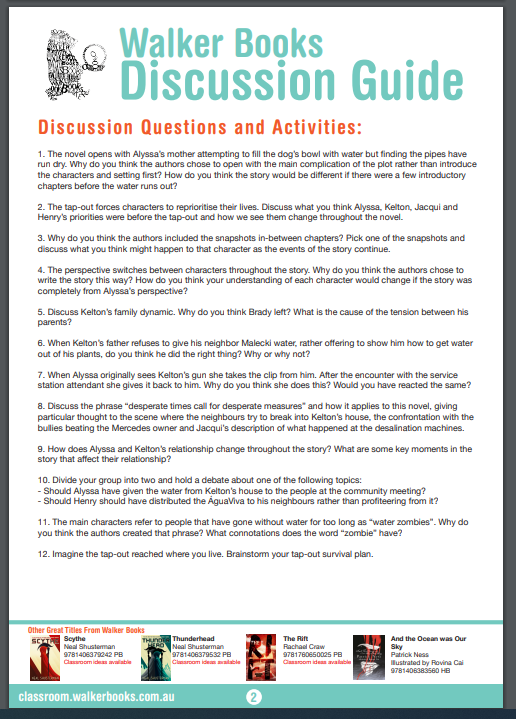 Walker Books
Discussion Guide
Discussion Questions and Activities:
1. The novel opens with Alyssa's mother attempting to fill the dog's bowl with water but finding the pipes have
run dry. Why do you think the authors chose to open with the main complication of the plot rather than introduce
the characters and setting first? How do you think the story would be different if there were a few introductory
chapters before the water runs out?
2. The tap-out forces characters to reprioritise their lives. Discuss what you think Alyssa, Kelton, Jacqui and
Henry's priorities were before the tap-out and how we see them change throughout the novel.
3. Why do you think the authors included the snapshots in-between chapters? Pick one of the snapshots and
discuss what you think might happen to that character as the events of the story continue.
4. The perspective switches between characters throughout the story. Why do you think the authors chose to
write the story this way? How do you think your understanding of each character would change if the story was
completely from Alyssa's perspective?
5. Discuss Kelton's family dynamic. Why do you think Brady left? What is the cause of the tension between his
parents?
6. When Kelton's father refuses to give his neighbor Malecki water, rather offering to show him how to get water
out of his plants, do you think he did the right thing? Why or why not?
7. When Alyssa originally sees Kelton's gun she takes the clip from him. After the encounter with the service
station attendant she gives it back to him. Why do you think she does this? Would you have reacted the same?
8. Discuss the phrase "desperate times call for desperate measures" and how it applies to this novel, giving
particular thought to the scene where the neighbours try to break into Kelton's house, the confrontation with the
bullies beating the Mercedes owner and Jacqui's description of what happened at the desalination machines.
9. How does Alyssa and Kelton's relationship change throughout the story? What are some key moments in the
story that affect their relationship?
10. Divide your group into two and hold a debate about one of the following topics:
- Should Alyssa have given the water from Kelton's house to the people at the community meeting?
- Should Henry should have distributed the ÁguaViva to his neighbours rather than profiteering from it?
11. The main characters refer to people that have gone without water for too long as "water zombies". Why do
you think the authors created that phrase? What connotations does the word "zombie" have?
12. Imagine the tap-out reached where you live. Brainstorm your tap-out survival plan.
Other Great Titles From Walker Books
Scythe
Neal Shusterman
9781406379242 PB
Classroom ideas available
Thunderhead
Neal Shusterman
9781406379532 PB
Classroom ideas available
The Rift
Rachael Craw
9781760650025 PB
Classroom ideas available
And the Ocean was Our
Sky
Patrick Ness
Illustrated by Rovina Cai
9781406383560 HB
classroom.walkerbooks.com.au
2